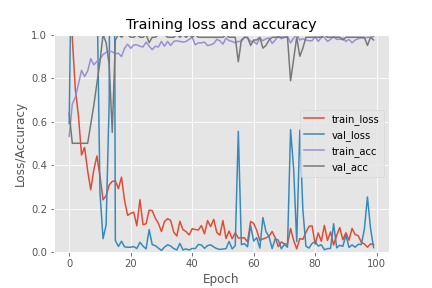 Training loss and accuracy
Loss/Accuracy
1.0
0.8
0.6
0.4
0.2
0.0
train_loss
val_loss
train_acc
val_acc
0
20
40
60
80
100
Epoch